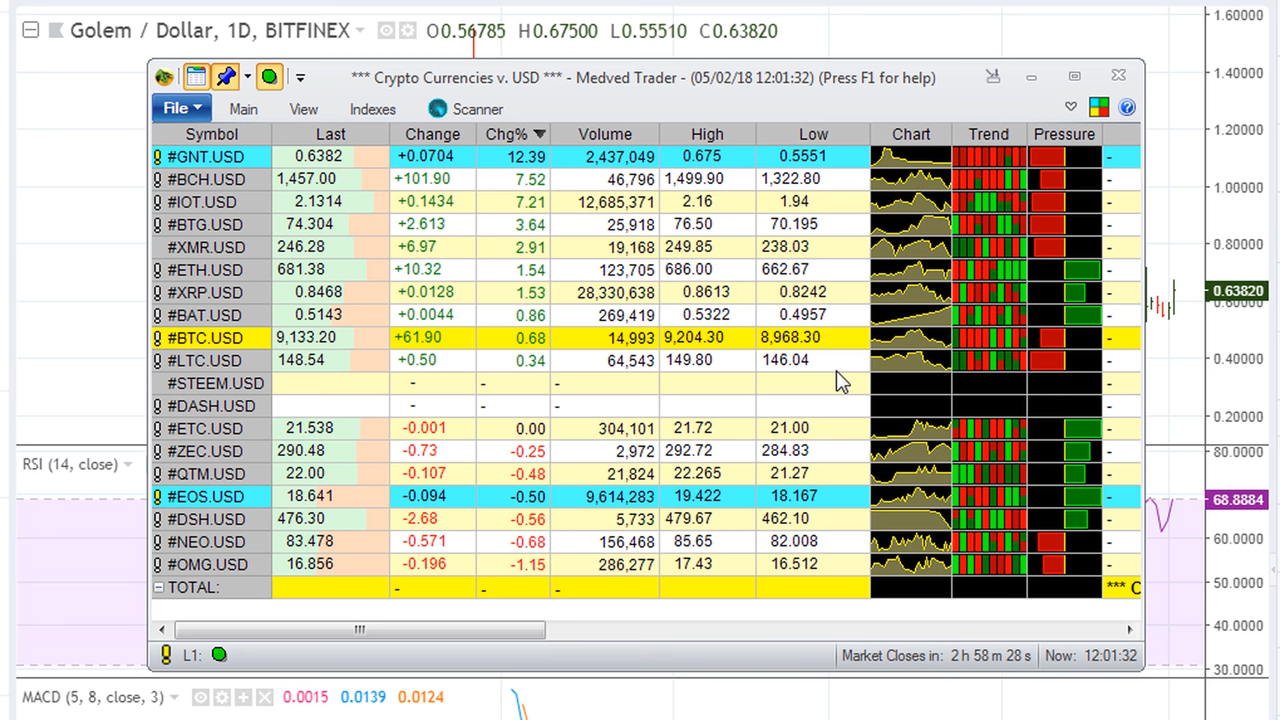 Golem / Dollar, 1D, BITFINEX O0.56785 H0.67500 L0.55510 C0.63820
*** Crypto Currencies v. USD *** - Medved Trader - (05/02/18 12:01:32) (Press F1 for help)
File Main View Indexes Scanner
Symbol Last Change Chg% Volume High Low Chart Trend Pressure
#GNT.USD 0.6382 +0.0704 12.39 2,437,049 0.675 0.5551 -
#BCH.USD 1,457.00 +101.90 7.52 46,796 1,499.90 1,322.80 -
#IOT.USD 2.1314 +0.1434 7.21 12,685,371 2.16 1.94 -
#BTG.USD 74.304 +2.613 3.64 25,918 76.50 70.195 -
#XMR.USD 246.28 +6.97 2.91 19,168 249.85 238.03 -
#ETH.USD 681.38 +10.32 1.54 123,705 686.00 662.67 -
#XRP.USD 0.8468 +0.0128 1.53 28,330,638 0.8613 0.8242 -
#BAT.USD 0.5143 +0.0044 0.86 269,419 0.5322 0.4957 -
#BTC.USD 9,133.20 +61.90 0.68 14,993 9,204.30 8,968.30 -
#LTC.USD 148.54 +0.50 0.34 64,543 149.80 146.04 -
#STEEM.USD - - - -
#DASH.USD - - - -
#ETC.USD 21.538 -0.001 0.00 304,101 21.72 21.00 -
#ZEC.USD 290.48 -0.73 -0.25 2,972 292.72 284.83 -
#QTM.USD 22.00 -0.107 -0.48 21,824 22.265 21.27 -
#EOS.USD 18.641 -0.094 -0.50 9,614,283 19.422 18.167 -
#DSH.USD 476.30 -2.68 -0.56 5,733 479.67 462.10 -
#NEO.USD 83.478 -0.571 -0.68 156,468 85.65 82.008 -
#OMG.USD 16.856 -0.196 -1.15 286,277 17.43 16.512 -
TOTAL: - - - *** C
L1: Market Closes in: 2 h 58 m 28 s Now: 12:01:32
1.60000
1.40000
1.20000
1.00000
0.80000
0.63820
0.60000
0.40000
0.20000
RSI (14, close)
80.0000
68.8884
60.0000
50.0000
40.0000
30.0000
MACD (5, 8, close, 3) 0.0015 0.0139 0.0124